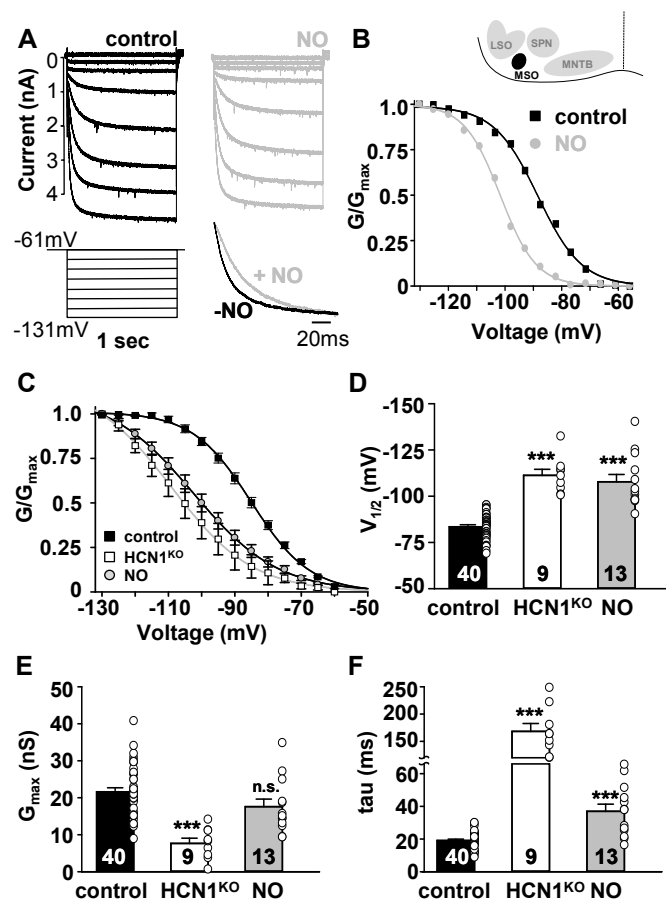 A
control
NO
Current (nA)
0
1
2
3
4
-61mV
-131mV
1 sec
+ NO
-NO
20ms
B
LSO
SPN
MSO
MNTB
control
NO
G/Gmax
1.0
0.75
0.5
0.25
0
-120 -100 -80 -60
Voltage (mV)
C
G/Gmax
1.0
0.75
0.5
0.25
0
control
HCN1KO
NO
-130 -110 -90 -70 -50
Voltage (mV)
D
V1/2 (mV)
-150
-125
-100
-75
-50
*** ***
40 9 13
control HCN1KO NO
E
Gmax (nS)
50
40
30
20
10
0
*** n.s.
40 9 13
control HCN1KO NO
F
tau (ms)
250
200
150
100
60
40
20
0
*** ***
40 9 13
control HCN1KO NO